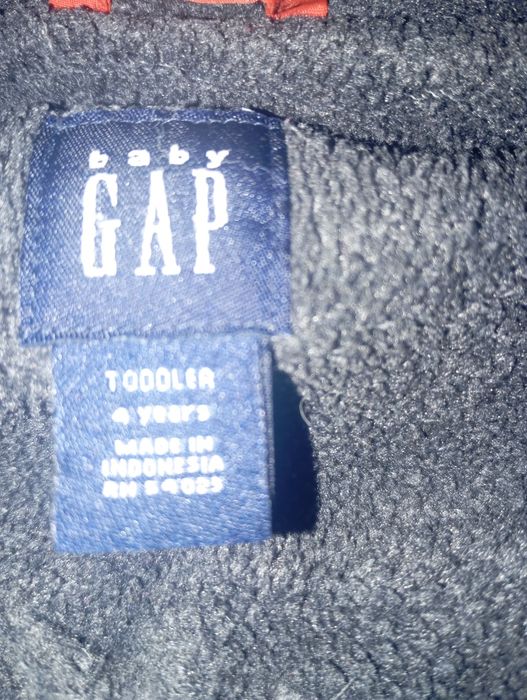 baby
GAP
TODDLER
4 years
MADE IN
INDONESIA
RN 54023